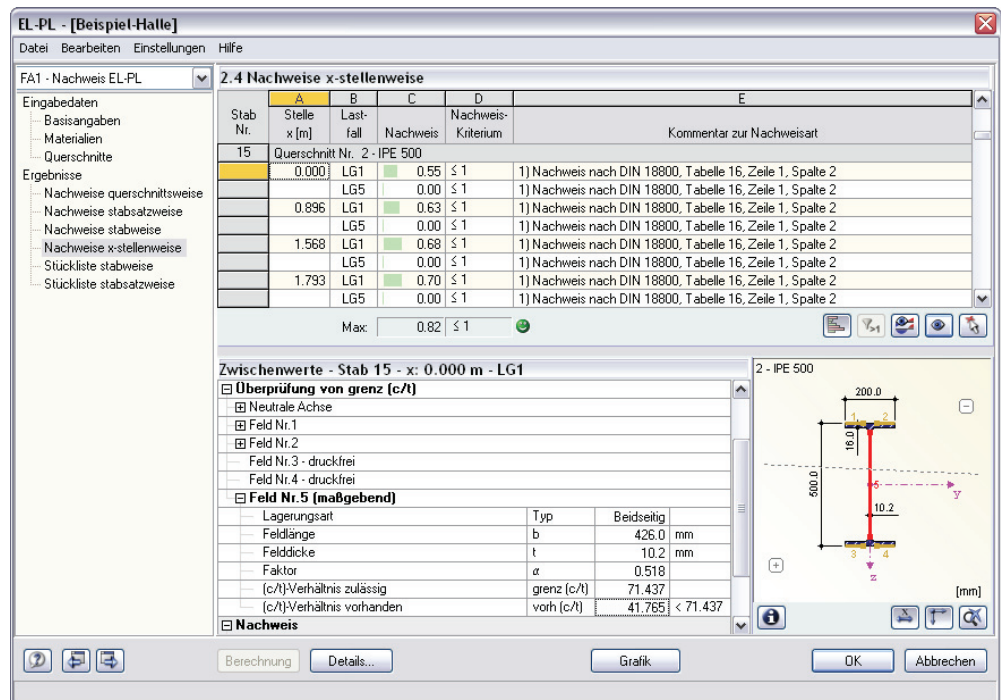 EL-PL - [Beispiel-Halle]
Datei Bearbeiten Einstellungen Hilfe
FA1 - Nachweis EL-PL
Eingabedaten
Basisangaben
Materialien
Querschnitte
Ergebnisse
Nachweise querschnittsweise
Nachweise stabsatzweise
Nachweise stabweise
Nachweise x-stellenweise
Stückliste stabweise
Stückliste stabsatzweise
2.4 Nachweise x-stellenweise
A B C D E
Stab Stelle Last- Nachweis-
Nr. x [m] fall Nachweis Kriterium Kommentar zur Nachweisart
15 Querschnitt Nr. 2 - IPE 500
0.000 LG1 0.55 ≤ 1 1) Nachweis nach DIN 18800, Tabelle 16, Zeile 1, Spalte 2
LG5 0.00 ≤ 1 1) Nachweis nach DIN 18800, Tabelle 16, Zeile 1, Spalte 2
0.896 LG1 0.63 ≤ 1 1) Nachweis nach DIN 18800, Tabelle 16, Zeile 1, Spalte 2
LG5 0.00 ≤ 1 1) Nachweis nach DIN 18800, Tabelle 16, Zeile 1, Spalte 2
1.568 LG1 0.68 ≤ 1 1) Nachweis nach DIN 18800, Tabelle 16, Zeile 1, Spalte 2
LG5 0.00 ≤ 1 1) Nachweis nach DIN 18800, Tabelle 16, Zeile 1, Spalte 2
1.793 LG1 0.70 ≤ 1 1) Nachweis nach DIN 18800, Tabelle 16, Zeile 1, Spalte 2
LG5 0.00 ≤ 1 1) Nachweis nach DIN 18800, Tabelle 16, Zeile 1, Spalte 2
Max: 0.82 ≤ 1
>1
Zwischenwerte - Stab 15 - x: 0.000 m - LG1
Überprüfung von grenz (c/t)
Neutrale Achse
Feld Nr.1
Feld Nr.2
Feld Nr.3 - druckfrei
Feld Nr.4 - druckfrei
Feld Nr.5 (maßgebend)
Lagerungsart Typ Beidseitig
Feldlänge b 426.0 mm
Felddicke t 10.2 mm
Faktor α 0.518
(c/t)-Verhältnis zulässig grenz (c/t) 71.437
(c/t)-Verhältnis vorhanden vorh (c/t) 41.765 < 71.437
Nachweis
2 - IPE 500
200.0
1 2
16.0
500.0
5
y
10.2
3 4
z
[mm]
Berechnung Details... Grafik OK Abbrechen